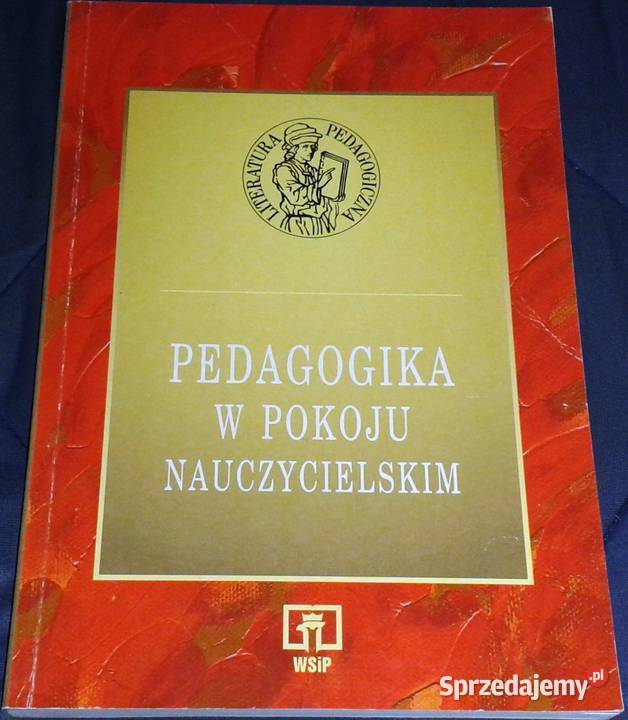 LITERATURA PEDAGOGICZNA
PEDAGOGIKA
W POKOJU
NAUCZYCIELSKIM
WSiP
Sprzedajemy.pl